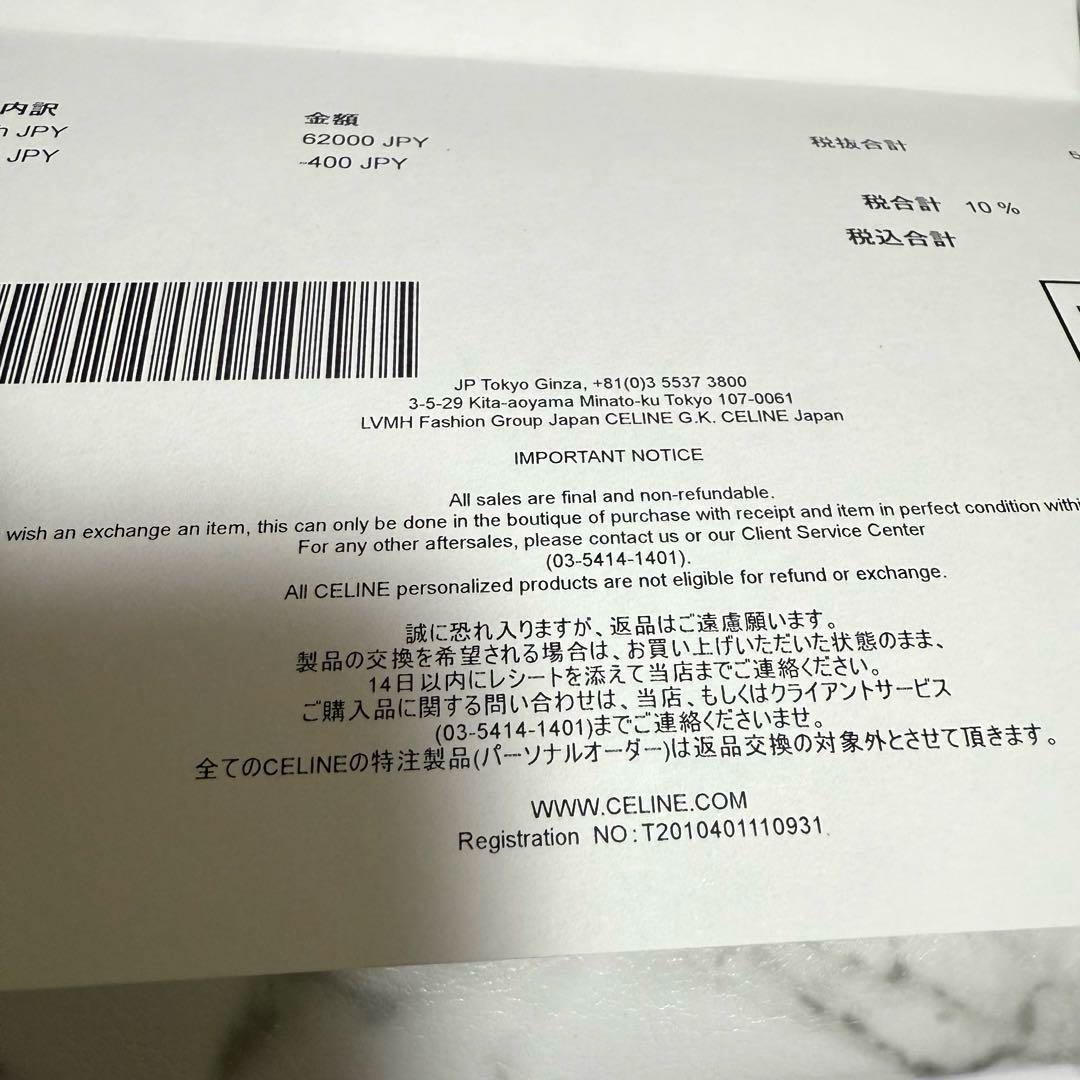 内訳
JPY
JPY
金額
62000 JPY
-400 JPY
税抜合計
税合計 10 %
税込合計
JP Tokyo Ginza, +81(0)3 5537 3800
3-5-29 Kita-aoyama Minato-ku Tokyo 107-0061
LVMH Fashion Group Japan CELINE G.K. CELINE Japan
IMPORTANT NOTICE
All sales are final and non-refundable.
wish an exchange an item, this can only be done in the boutique of purchase with receipt and item in perfect condition
For any other aftersales, please contact us or our Client Service Center
(03-5414-1401).
All CELINE personalized products are not eligible for refund or exchange.
誠に恐れ入りますが、返品はご遠慮願います。
製品の交換を希望される場合は、お買い上げいただいた状態のまま、
14日以内にレシートを添えて当店までご連絡ください。
ご購入品に関する問い合わせは、当店、もしくはクライアントサービス
(03-5414-1401)までご連絡くださいませ。
全てのCELINEの特注製品(パーソナルオーダー)は返品交換の対象外とさせて頂きます。
WWW.CELINE.COM
Registration NO:T2010401110931